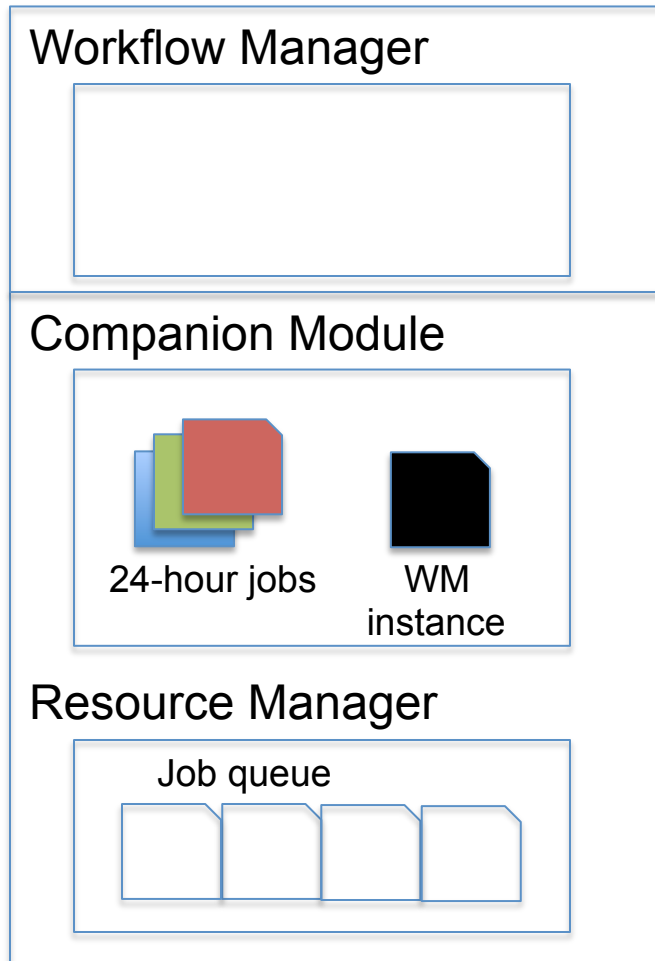 Workflow Manager
Companion Module
24-hour jobs
WM
instance
Resource Manager
Job queue